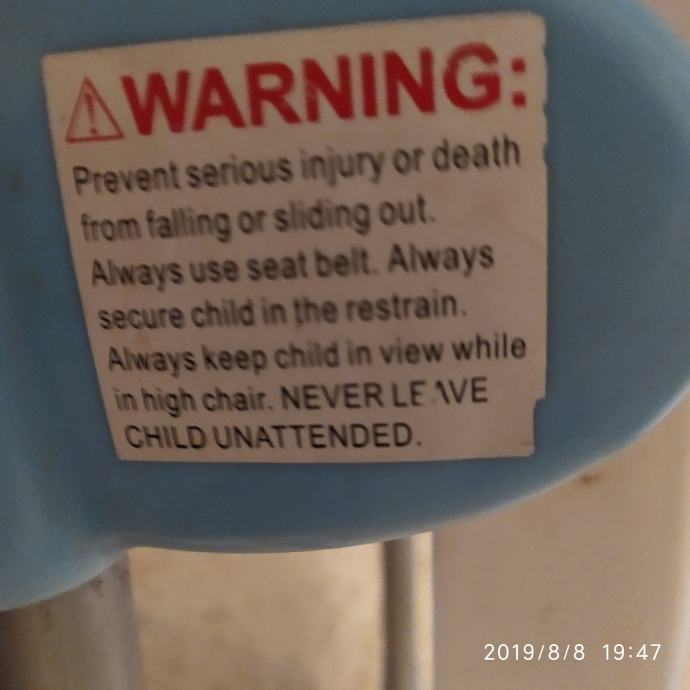 WARNING:
Prevent serious injury or death
from falling or sliding out.
Always use seat belt. Always
secure child in the restrain.
Always keep child in view while
in high chair. NEVER LEAVE
CHILD UNATTENDED.
2019/8/8 19:47